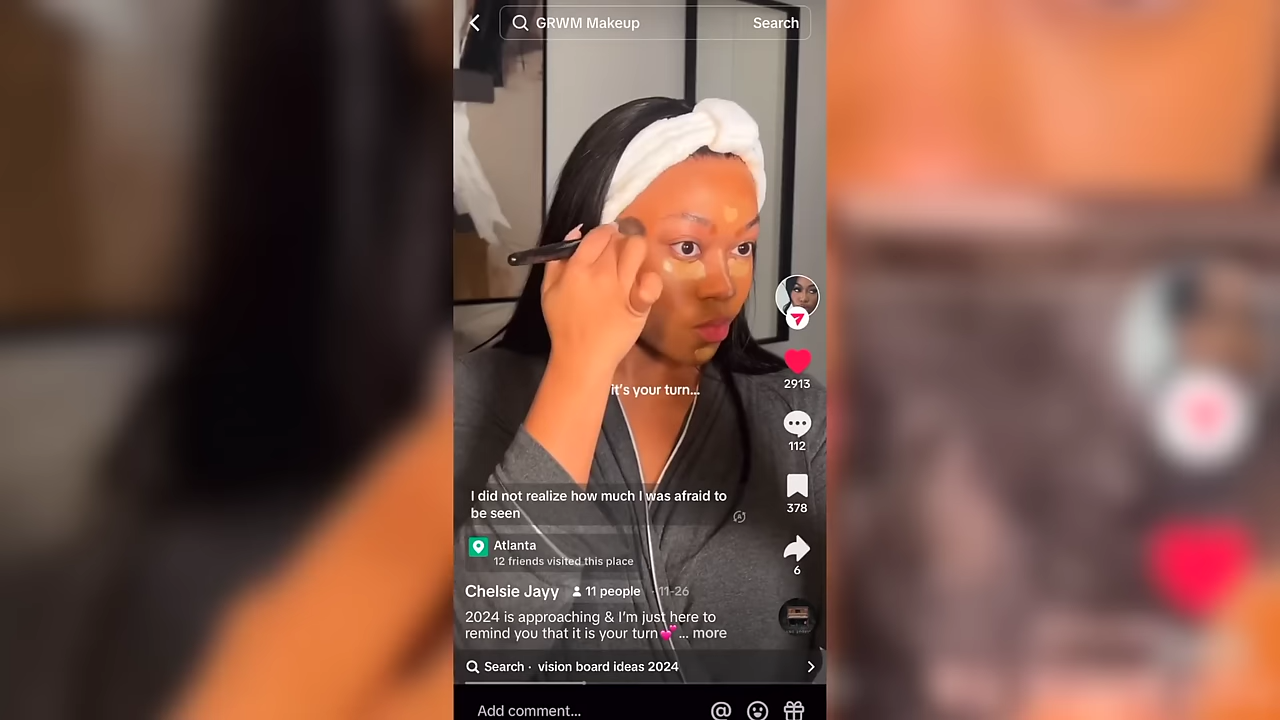 GRWM Makeup Search
it's your turn...
2913
112
378
6
I did not realize how much I was afraid to
be seen
Atlanta
12 friends visited this place
Chelsie Jayy 11 people · 11-26
2024 is approaching & I'm just here to
remind you that it is your turn💕... more
Search · vision board ideas 2024
Add comment...